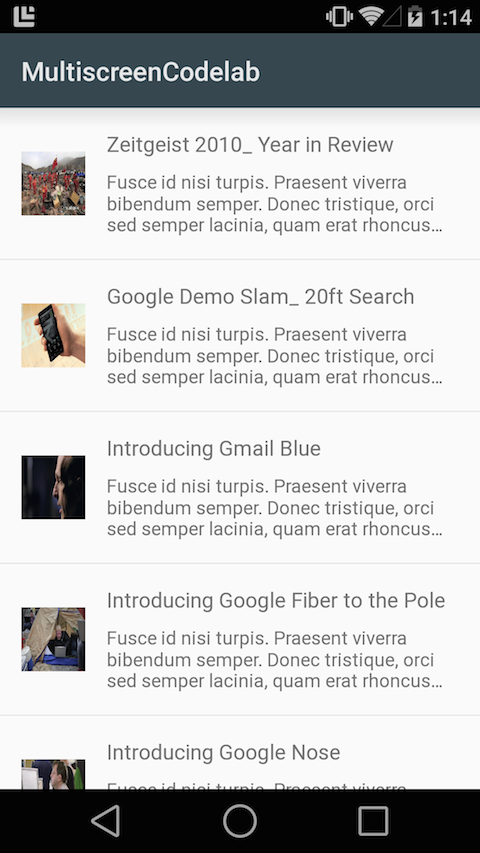 1:14
MultiscreenCodelab
Zeitgeist 2010_ Year in Review
Fusce id nisi turpis. Praesent viverra
bibendum semper. Donec tristique, orci
sed semper lacinia, quam erat rhoncus…
Google Demo Slam_ 20ft Search
Fusce id nisi turpis. Praesent viverra
bibendum semper. Donec tristique, orci
sed semper lacinia, quam erat rhoncus…
Introducing Gmail Blue
Fusce id nisi turpis. Praesent viverra
bibendum semper. Donec tristique, orci
sed semper lacinia, quam erat rhoncus…
Introducing Google Fiber to the Pole
Fusce id nisi turpis. Praesent viverra
bibendum semper. Donec tristique, orci
sed semper lacinia, quam erat rhoncus…
Introducing Google Nose
Fusce id nisi turpis. Praesent viverra